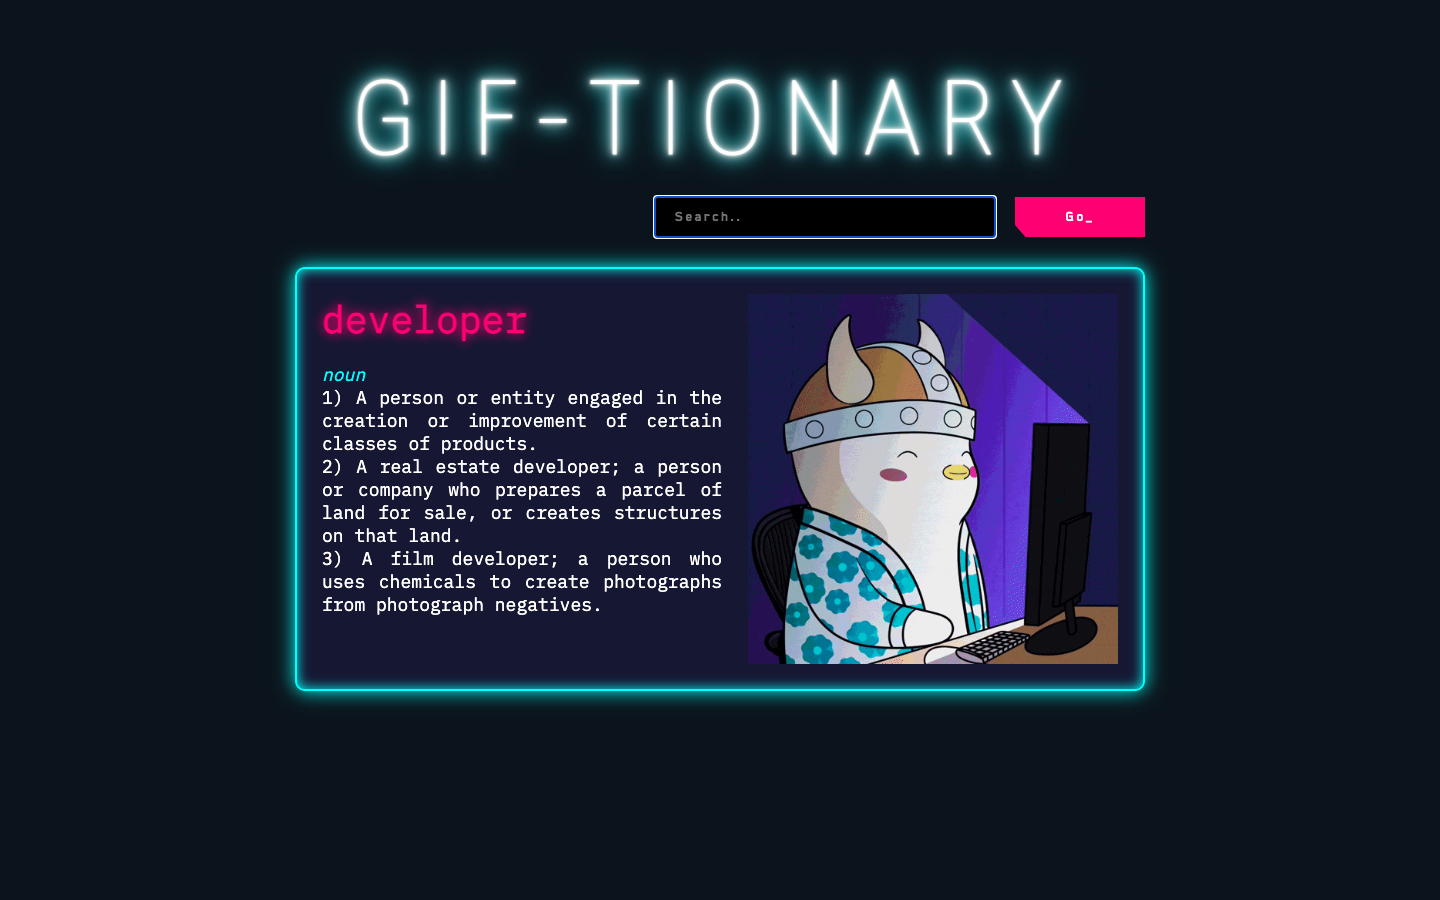 GIF-TIONARY
Search..
Go_
developer
noun
1) A person or entity engaged in the
creation or improvement of certain
classes of products.
2) A real estate developer; a person
or company who prepares a parcel of
land for sale, or creates structures
on that land.
3) A film developer; a person who
uses chemicals to create photographs
from photograph negatives.